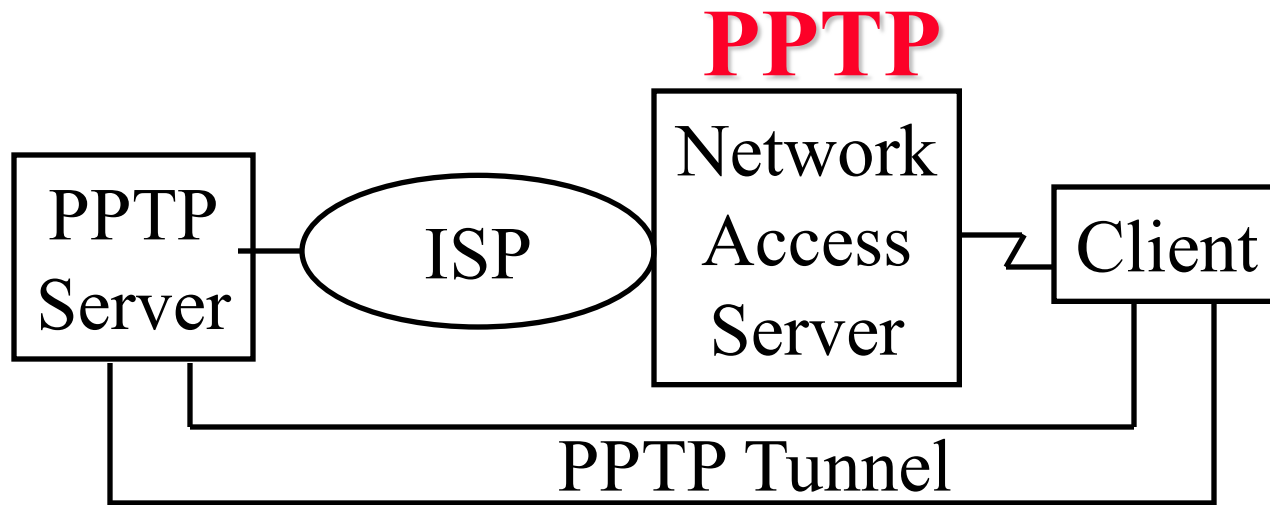 PPTP
PPTP
Server
ISP
Network
Access
Server
Client
PPTP Tunnel